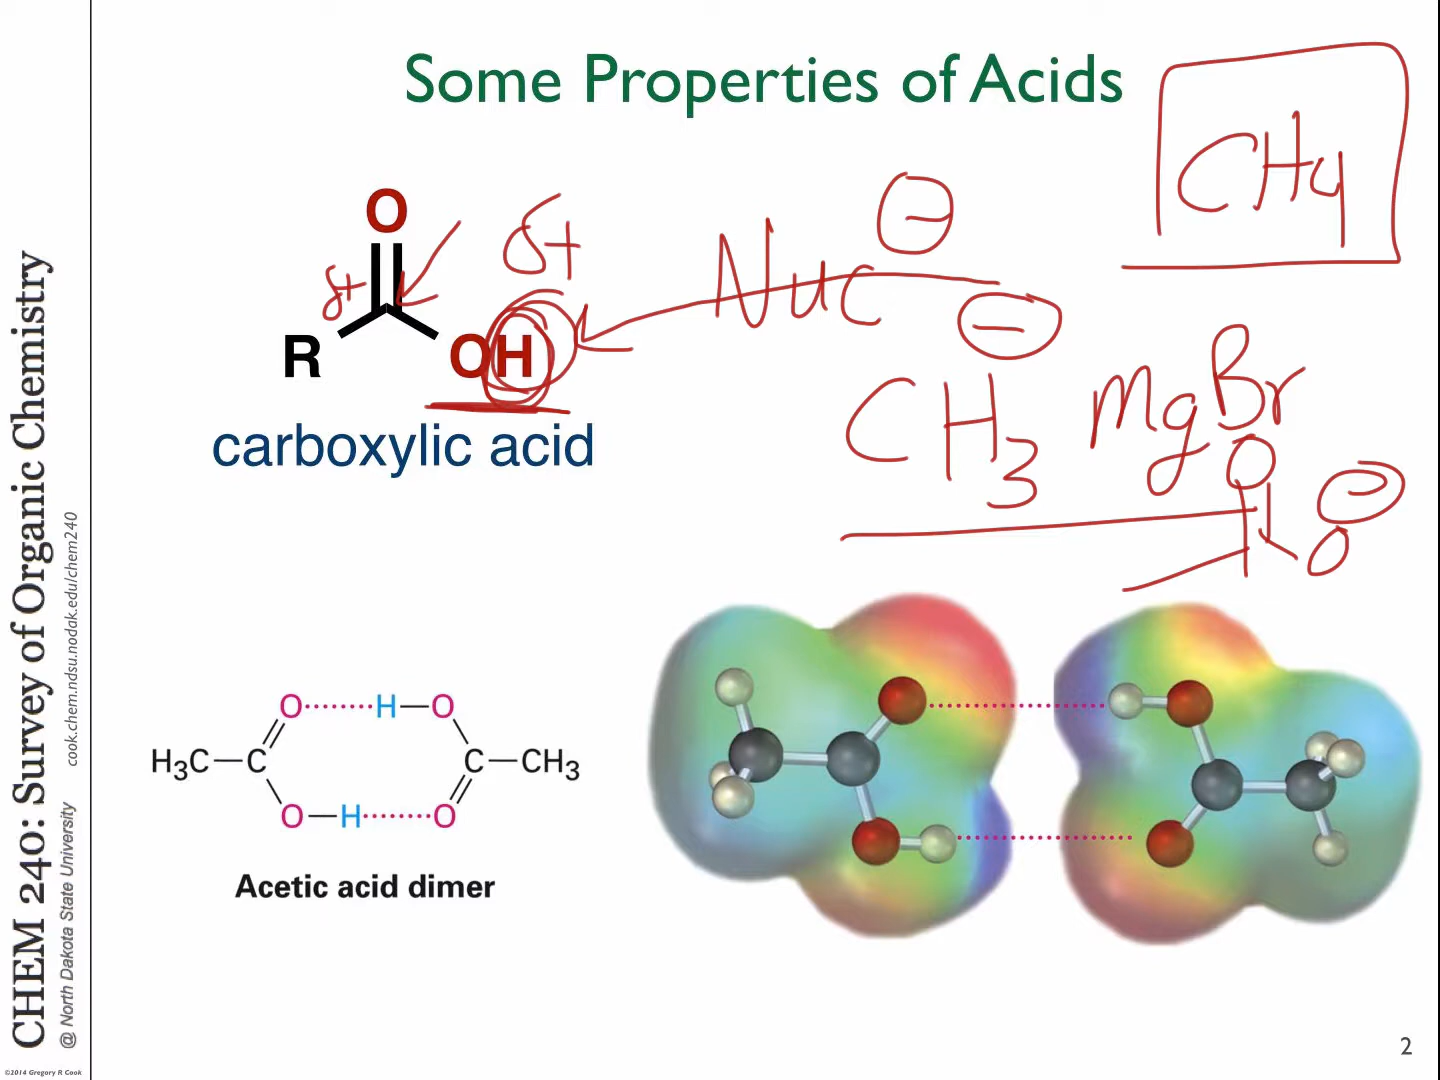 Some Properties of Acids
CH4
O
δ+
δ+
Nuc ⊖
R
OH
⊖
CH3 MgBr
carboxylic acid
O
O ⊖
O H—O
H3C—C C—CH3
O—H O
Acetic acid dimer
CHEM 240: Survey of Organic Chemistry
@ North Dakota State University cook.chem.ndsu.nodak.edu/chem240
©2014 Gregory R Cook
2